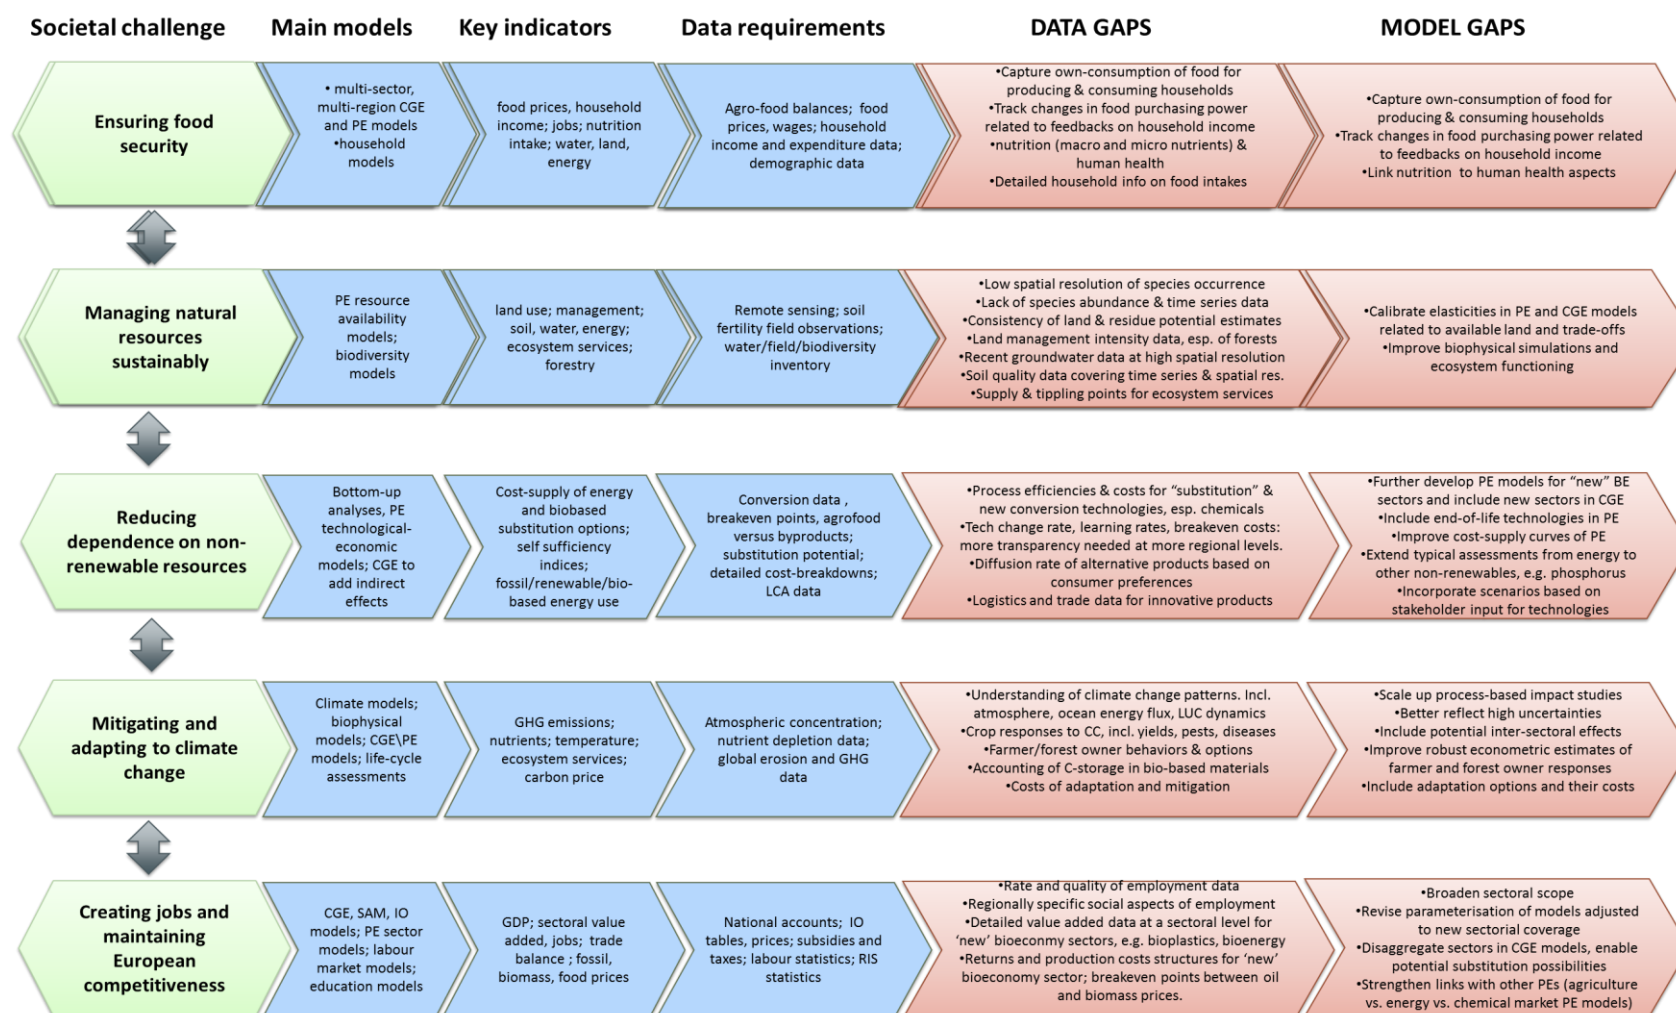 Societal challenge
Main models
Key indicators
Data requirements
DATA GAPS
MODEL GAPS
Ensuring food
security
• multi-sector,
multi-region CGE
and PE models
•household
models
food prices, household
income; jobs; nutrition
intake; water, land,
energy
Agro-food balances; food
prices, wages; household
income and expenditure data;
demographic data
•Capture own-consumption of food for
producing & consuming households
•Track changes in food purchasing power
related to feedbacks on household income
•nutrition (macro and micro nutrients) &
human health
•Detailed household info on food intakes
•Capture own-consumption of food for
producing & consuming households
•Track changes in food purchasing power related
to feedbacks on household income
•Link nutrition to human health aspects
Managing natural
resources
sustainably
PE resource
availability
models;
biodiversity
models
land use; management;
soil, water, energy;
ecosystem services;
forestry
Remote sensing; soil
fertility field observations;
water/field/biodiversity
inventory
•Low spatial resolution of species occurrence
•Lack of species abundance & time series data
•Consistency of land & residue potential estimates
•Land management intensity data, esp. of forests
•Recent groundwater data at high spatial resolution
•Soil quality data covering time series & spatial res.
•Supply & tippling points for ecosystem services
•Calibrate elasticities in PE and CGE models
related to available land and trade-offs
•Improve biophysical simulations and
ecosystem functioning
Reducing
dependence on non-
renewable resources
Bottom-up
analyses, PE
technological-
economic
models; CGE to
add indirect
effects
Cost-supply of energy
and biobased
substitution options;
self sufficiency
indices;
fossil/renewable/bio-
based energy use
Conversion data ,
breakeven points, agrofood
versus byproducts;
substitution potential;
detailed cost-breakdowns;
LCA data
•Process efficiencies & costs for “substitution” &
new conversion technologies, esp. chemicals
•Tech change rate, learning rates, breakeven costs:
more transparency needed at more regional levels.
•Diffusion rate of alternative products based on
consumer preferences
•Logistics and trade data for innovative products
•Further develop PE models for “new” BE
sectors and include new sectors in CGE
•Include end-of-life technologies in PE
•Improve cost-supply curves of PE
•Extend typical assessments from energy to
other non-renewables, e.g. phosphorus
•Incorporate scenarios based on
stakeholder input for technologies
Mitigating and
adapting to climate
change
Climate models;
biophysical
models; CGE\PE
models; life-cycle
assessments
GHG emissions;
nutrients; temperature;
ecosystem services;
carbon price
Atmospheric concentration;
nutrient depletion data;
global erosion and GHG
data
•Understanding of climate change patterns. Incl.
atmosphere, ocean energy flux, LUC dynamics
•Crop responses to CC, incl. yields, pests, diseases
•Farmer/forest owner behaviors & options
•Accounting of C-storage in bio-based materials
•Costs of adaptation and mitigation
•Scale up process-based impact studies
•Better reflect high uncertainties
•Include potential inter-sectoral effects
•Improve robust econometric estimates of
farmer and forest owner responses
•Include adaptation options and their costs
Creating jobs and
maintaining
European
competitiveness
CGE, SAM, IO
models; PE sector
models; labour
market models;
education models
GDP; sectoral value
added, jobs; trade
balance ; fossil,
biomass, food prices
National accounts; IO
tables, prices; subsidies and
taxes; labour statistics; RIS
statistics
•Rate and quality of employment data
•Regionally specific social aspects of employment
•Detailed value added data at a sectoral level for
‘new’ bioeconmy sectors, e.g. bioplastics, bioenergy
•Returns and production costs structures for ‘new’
bioeconomy sector; breakeven points between oil
and biomass prices.
•Broaden sectoral scope
•Revise parameterisation of models adjusted
to new sectorial coverage
•Disaggregate sectors in CGE models, enable
potential substitution possibilities
•Strengthen links with other PEs (agriculture
vs. energy vs. chemical market PE models)